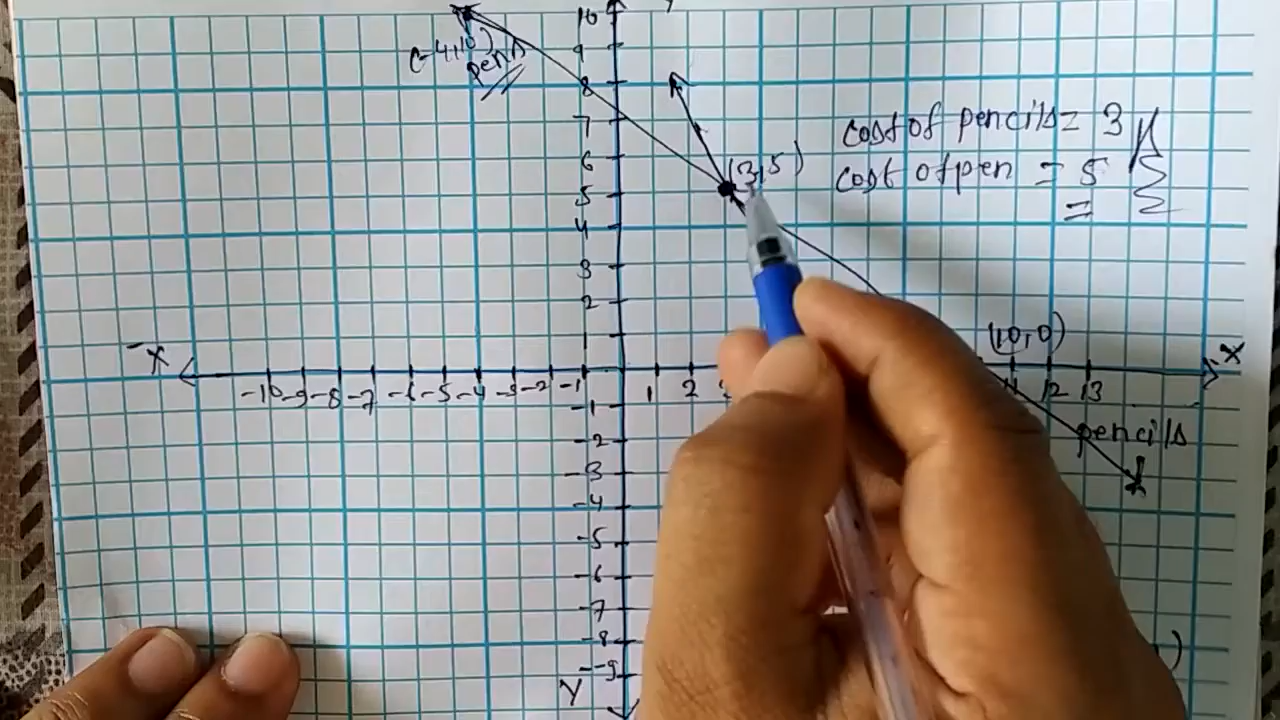 10
9
8
7
6
5
4
3
2
1
(-4,10)
pens
(3,5)
cost of pencils = 3
cost of pen = 5
=
(10,0)
-X
X
-10 -9 -8 -7 -6 -5 -4 -3 -2 -1 1 2 11 12 13
pencils
-1
-2
-3
-4
-5
-6
-7
-8
-9
Y-